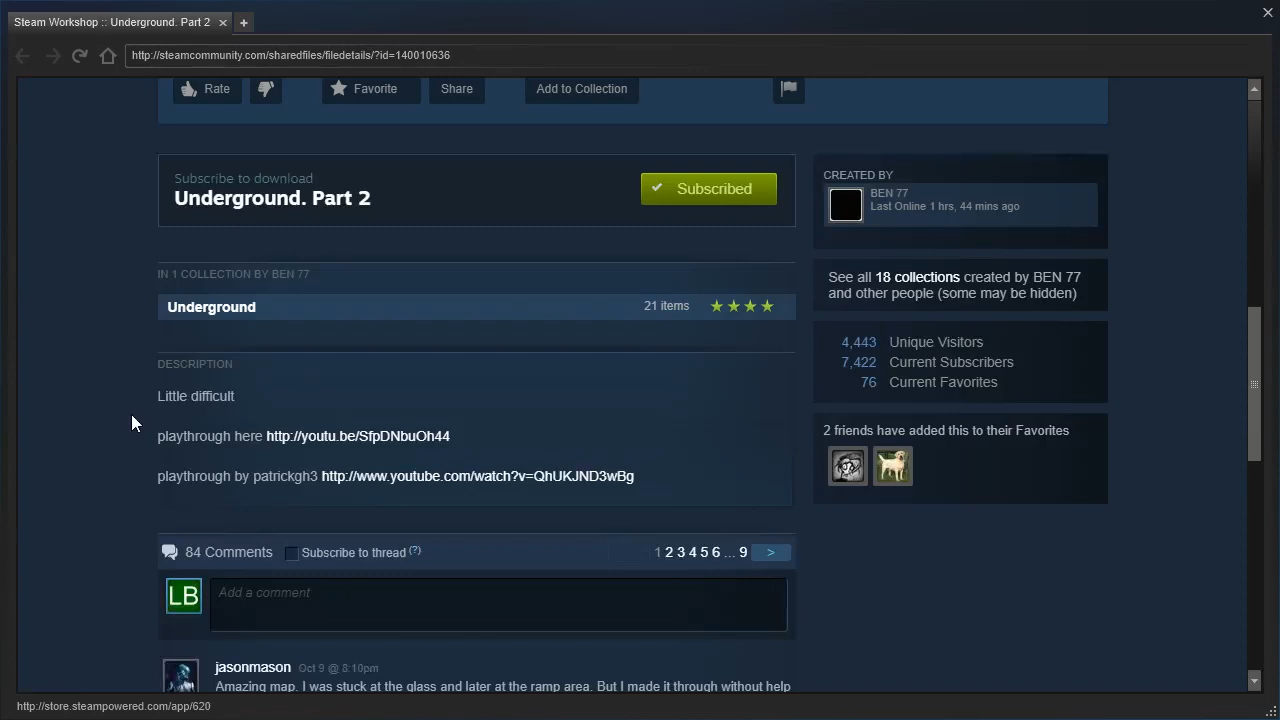 Steam Workshop :: Underground. Part 2
http://steamcommunity.com/sharedfiles/filedetails/?id=140010636
Rate
Favorite
Share
Add to Collection
Subscribe to download
Underground. Part 2
Subscribed
IN 1 COLLECTION BY BEN 77
Underground
21 items
DESCRIPTION
Little difficult
playthrough here http://youtu.be/SfpDNbuOh44
playthrough by patrickgh3 http://www.youtube.com/watch?v=QhUKJND3wBg
84 Comments
Subscribe to thread (?)
1 2 3 4 5 6 ... 9 >
LB
Add a comment
jasonmason Oct 9 @ 8:10pm
Amazing map. I was stuck at the glass and later at the ramp area. But I made it through without help
CREATED BY
BEN 77
Last Online 1 hrs, 44 mins ago
See all 18 collections created by BEN 77
and other people (some may be hidden)
4,443 Unique Visitors
7,422 Current Subscribers
76 Current Favorites
2 friends have added this to their Favorites
http://store.steampowered.com/app/620